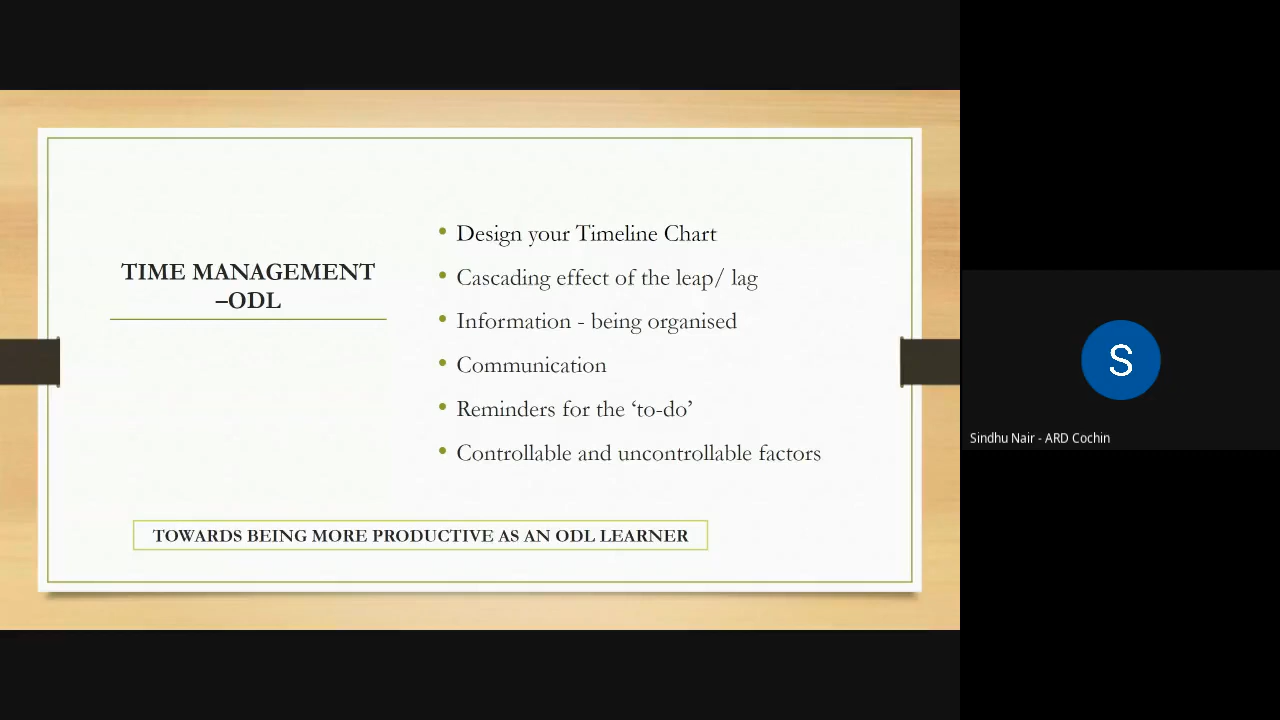 TIME MANAGEMENT
–ODL
• Design your Timeline Chart
• Cascading effect of the leap/ lag
• Information - being organised
• Communication
• Reminders for the ‘to-do’
• Controllable and uncontrollable factors
TOWARDS BEING MORE PRODUCTIVE AS AN ODL LEARNER
S
Sindhu Nair - ARD Cochin